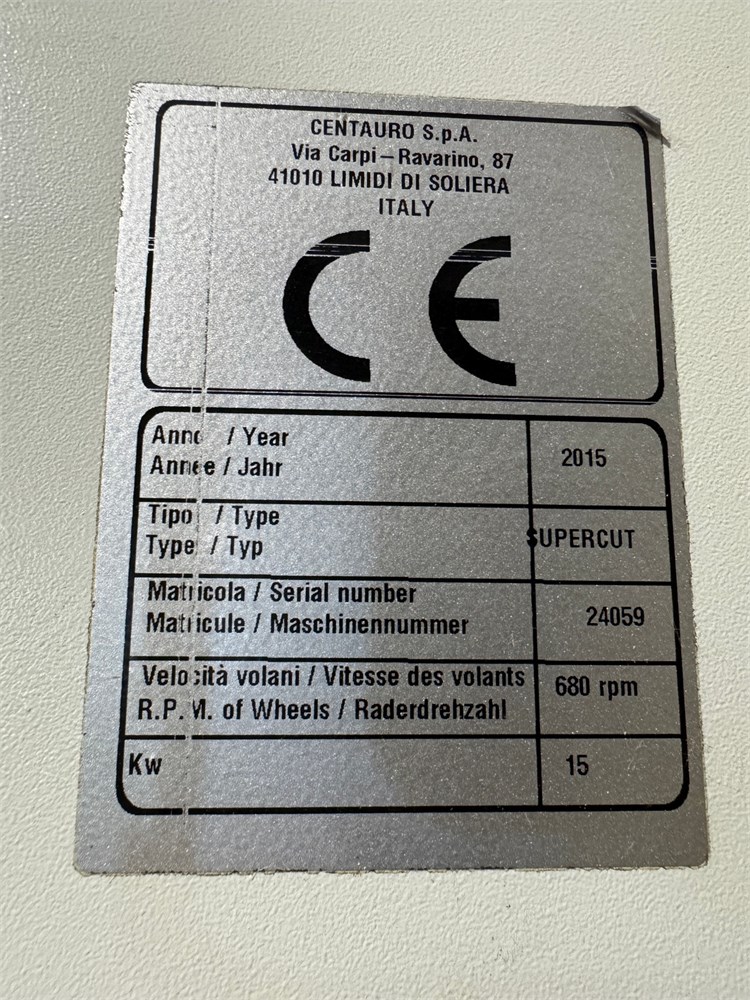 CENTAURO S.p.A.
Via Carpi – Ravarino, 87
41010 LIMIDI DI SOLIERA
ITALY
CE
Anno / Year
Année / Jahr
2015
Tipo / Type
Type / Typ
SUPERCUT
Matricola / Serial number
Matricule / Maschinennummer
24059
Velocità volani / Vitesse des volants
R.P.M. of Wheels / Raderdrehzahl
680 rpm
Kw
15